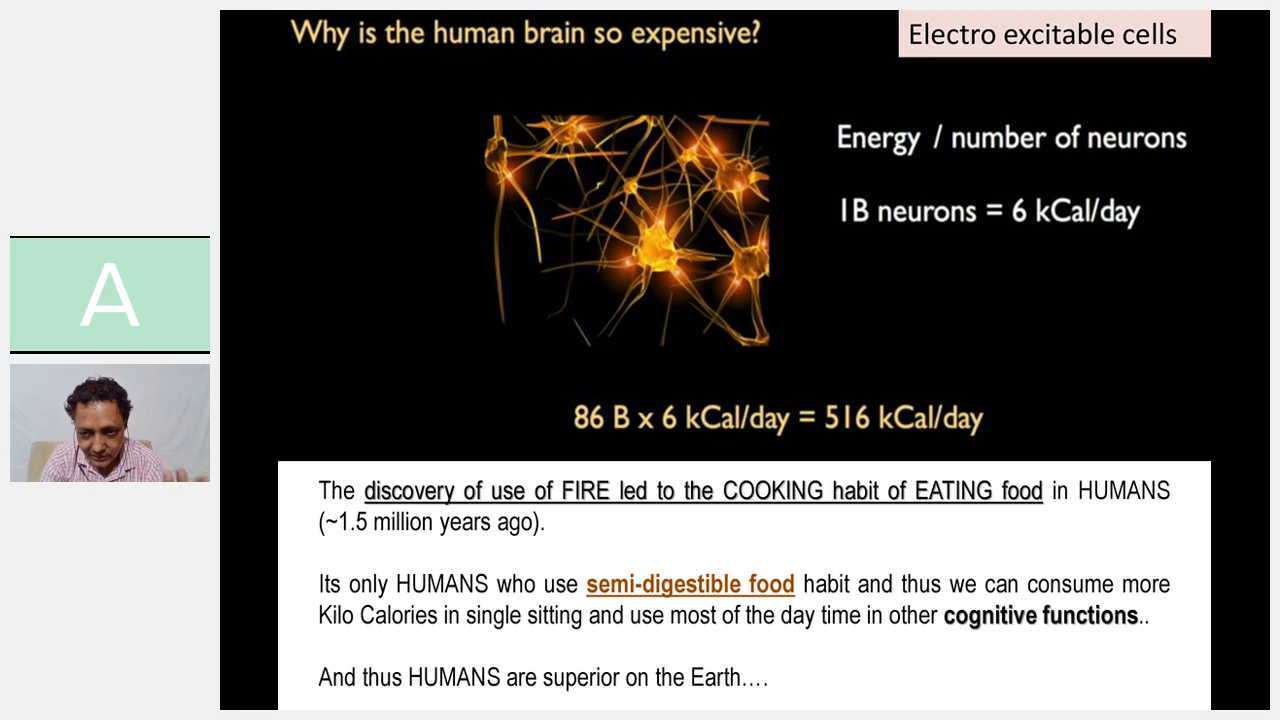 Why is the human brain so expensive?
Electro excitable cells
Energy / number of neurons
1B neurons = 6 kCal/day
A
86 B x 6 kCal/day = 516 kCal/day
The discovery of use of FIRE led to the COOKING habit of EATING food in HUMANS
(~1.5 million years ago).
Its only HUMANS who use semi-digestible food habit and thus we can consume more
Kilo Calories in single sitting and use most of the day time in other cognitive functions..
And thus HUMANS are superior on the Earth….